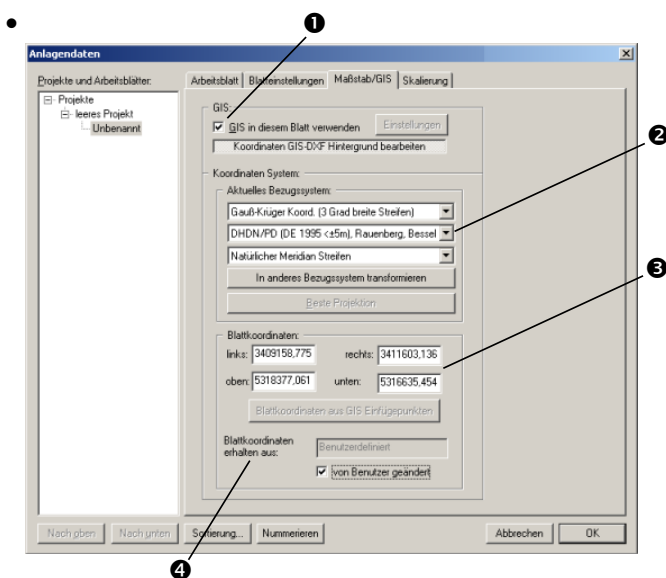 •
❶
Anlagendaten
Projekte und Arbeitsblätter:
Projekte
leeres Projekt
Unbenannt
Arbeitsblatt Blatteinstellungen Maßstab/GIS Skalierung
GIS:
GIS in diesem Blatt verwenden Einstellungen
Koordinaten GIS-DXF Hintergrund bearbeiten
❷
Koordinaten System:
Aktuelles Bezugssystem:
Gauß-Krüger Koord. (3 Grad breite Streifen)
DHDN/PD (DE 1995 <±5m), Rauenberg, Bessel
Natürlicher Meridian Streifen
In anderes Bezugssystem transformieren
Beste Projektion
❸
Blattkoordinaten:
links: 3409158,775 rechts: 3411603,136
oben: 5318377,061 unten: 5316635,454
Blattkoordinaten aus GIS Einfügepunkten
Blattkoordinaten
erhalten aus: Benutzerdefiniert
von Benutzer geändert
Nach oben Nach unten Sortierung... Nummerieren Abbrechen OK
❹